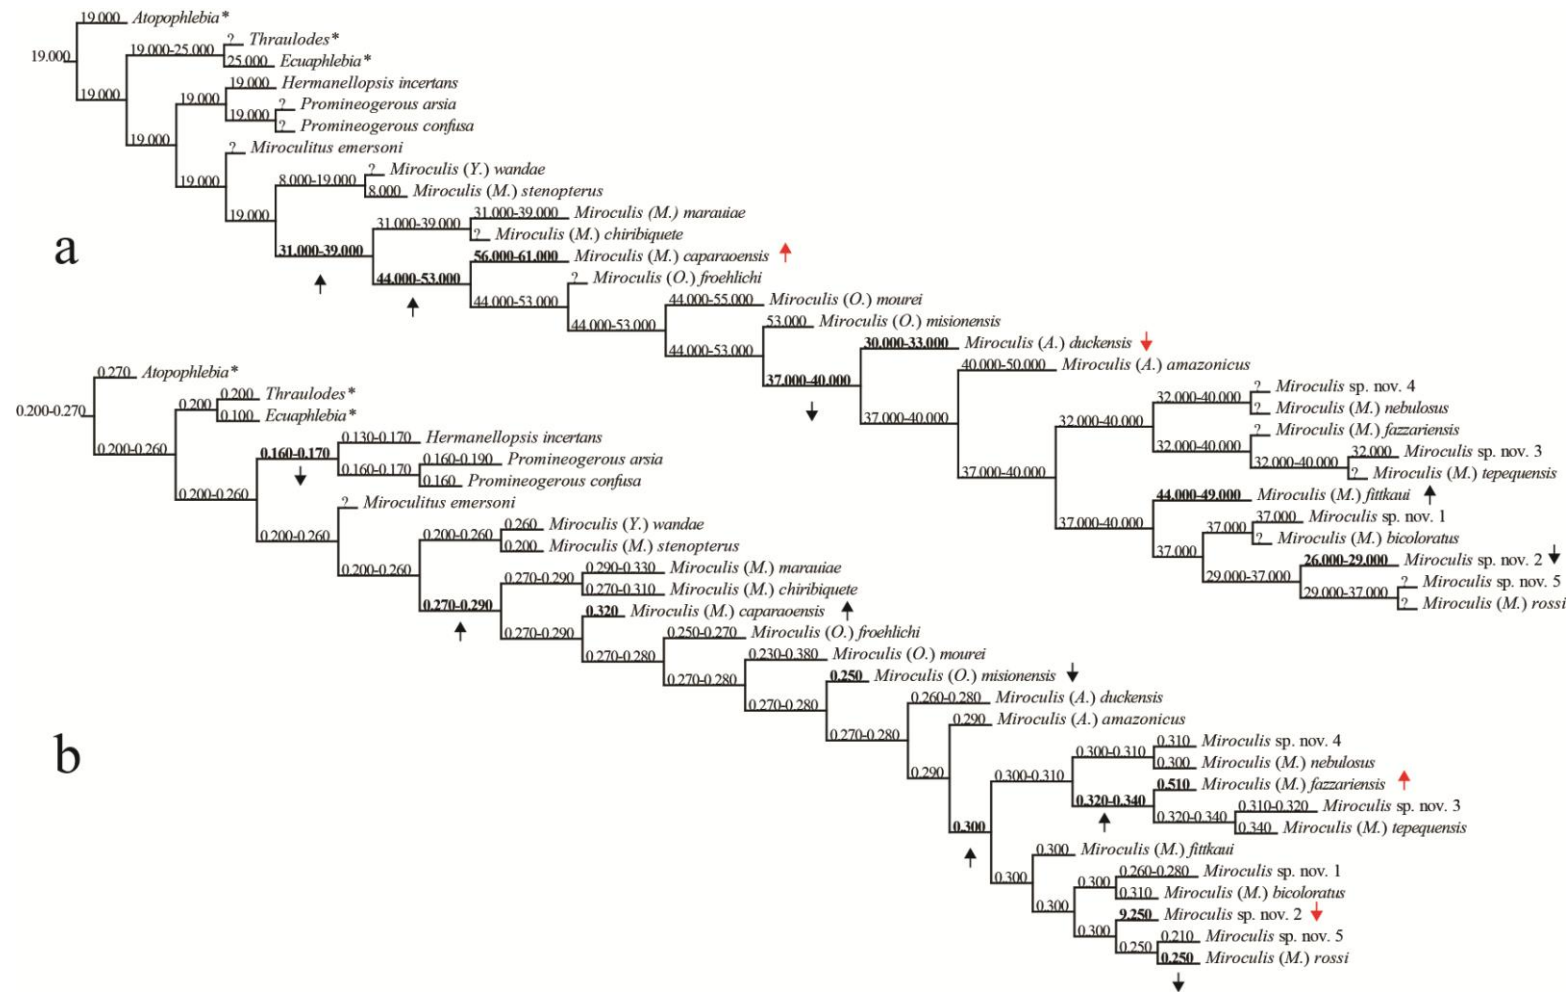 19.000 Atopophlebia*
? Thraulodes*
19.000-25.000
19.000
25.000 Ecuaphlebia*
19.000 Hermanellopsis incertans
19.000
19.000
? Promineogerous arsia
19.000
? Promineogerous confusa
19.000
? Miroculitus emersoni
? Miroculis (Y.) wandae
8.000-19.000
19.000
8.000 Miroculis (M.) stenopterus
31.000-39.000 Miroculis (M.) marauiae
19.000
31.000-39.000
? Miroculis (M.) chiribiquete
a
31.000-39.000
56.000-61.000 Miroculis (M.) caparaoensis
44.000-53.000
? Miroculis (O.) froehlichi
44.000-53.000
44.000-55.000 Miroculis (O.) mourei
44.000-53.000
53.000 Miroculis (O.) misionensis
44.000-53.000
30.000-33.000 Miroculis (A.) duckensis
40.000-50.000 Miroculis (A.) amazonicus
37.000-40.000
? Miroculis sp. nov. 4
32.000-40.000
? Miroculis (M.) nebulosus
37.000-40.000
32.000-40.000
? Miroculis (M.) fazzariensis
32.000-40.000
32.000 Miroculis sp. nov. 3
32.000-40.000
? Miroculis (M.) tepequensis
37.000-40.000
44.000-49.000 Miroculis (M.) fittkaui
37.000 Miroculis sp. nov. 1
37.000-40.000
37.000
? Miroculis (M.) bicoloratus
37.000
26.000-29.000 Miroculis sp. nov. 2
29.000-37.000
? Miroculis sp. nov. 5
29.000-37.000
? Miroculis (M.) rossi
0.270 Atopophlebia*
0.200 Thraulodes*
0.200
0.200-0.270
0.100 Ecuaphlebia*
0.130-0.170 Hermanellopsis incertans
0.200-0.260
0.160-0.170
0.160-0.190 Promineogerous arsia
0.160-0.170
0.160 Promineogerous confusa
0.200-0.260
? Miroculitus emersoni
0.260 Miroculis (Y.) wandae
0.200-0.260
0.200-0.260
0.200 Miroculis (M.) stenopterus
0.290-0.330 Miroculis (M.) marauiae
0.200-0.260
0.270-0.290
0.270-0.310 Miroculis (M.) chiribiquete
0.270-0.290
0.320 Miroculis (M.) caparaoensis
0.270-0.290
0.250-0.270 Miroculis (O.) froehlichi
0.270-0.280
0.230-0.380 Miroculis (O.) mourei
0.270-0.280
0.250 Miroculis (O.) misionensis
0.270-0.280
0.260-0.280 Miroculis (A.) duckensis
0.270-0.280
0.290 Miroculis (A.) amazonicus
b
0.310 Miroculis sp. nov. 4
0.300-0.310
0.300 Miroculis (M.) nebulosus
0.290
0.300-0.310
0.510 Miroculis (M.) fazzariensis
0.320-0.340
0.310-0.320 Miroculis sp. nov. 3
0.320-0.340
0.340 Miroculis (M.) tepequensis
0.300
0.300 Miroculis (M.) fittkaui
0.260-0.280 Miroculis sp. nov. 1
0.300
0.300
0.310 Miroculis (M.) bicoloratus
0.300
9.250 Miroculis sp. nov. 2
0.300
0.210 Miroculis sp. nov. 5
0.250
0.250 Miroculis (M.) rossi